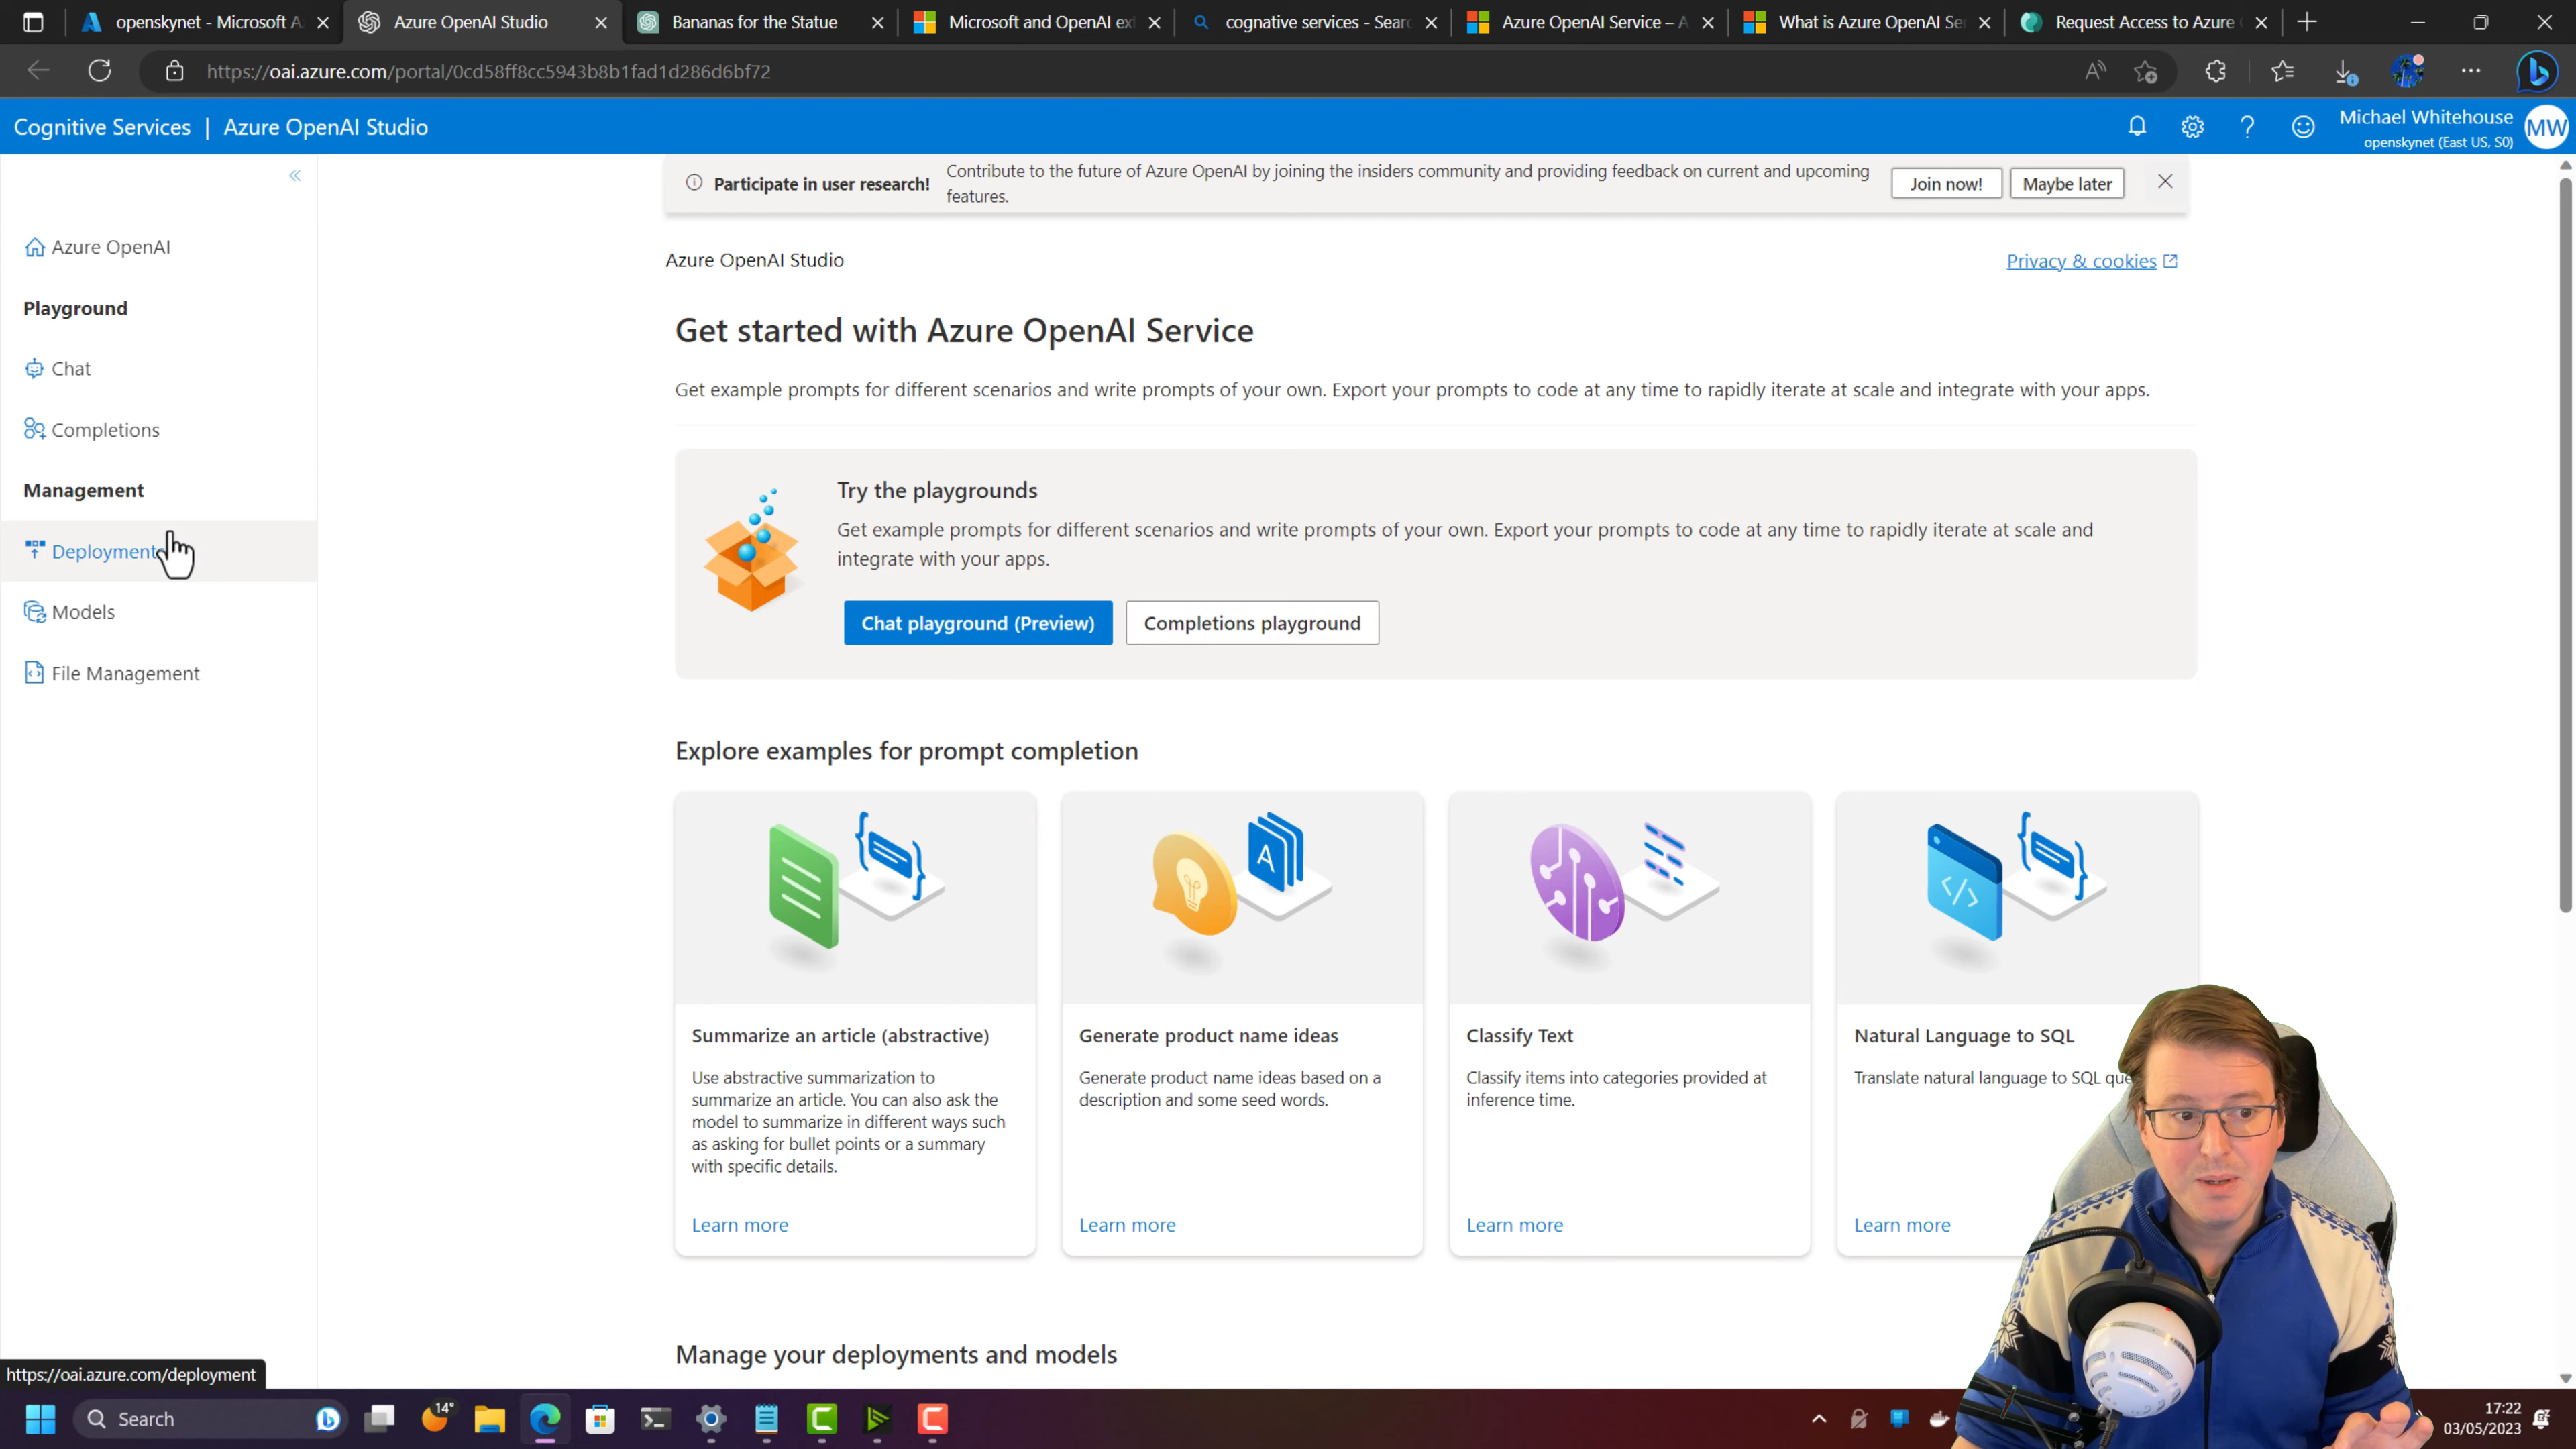 openskynet - Microsoft A
Azure OpenAI Studio
Bananas for the Statue
Microsoft and OpenAI ext
cognative services - Sear
Azure OpenAI Service – A
What is Azure OpenAI Se
Request Access to Azure
https://oai.azure.com/portal/0cd58ff8cc5943b8b1fad1d286d6bf72
Cognitive Services | Azure OpenAI Studio
Michael Whitehouse
openskynet (East US, S0)
MW
Participate in user research!
Contribute to the future of Azure OpenAI by joining the insiders community and providing feedback on current and upcoming
features.
Join now!
Maybe later
Azure OpenAI
Playground
Chat
Completions
Management
Deployment
Models
File Management
Azure OpenAI Studio
Privacy & cookies
Get started with Azure OpenAI Service
Get example prompts for different scenarios and write prompts of your own. Export your prompts to code at any time to rapidly iterate at scale and integrate with your apps.
Try the playgrounds
Get example prompts for different scenarios and write prompts of your own. Export your prompts to code at any time to rapidly iterate at scale and
integrate with your apps.
Chat playground (Preview)
Completions playground
Explore examples for prompt completion
A
Summarize an article (abstractive)
Use abstractive summarization to
summarize an article. You can also ask the
model to summarize in different ways such
as asking for bullet points or a summary
with specific details.
Learn more
Generate product name ideas
Generate product name ideas based on a
description and some seed words.
Learn more
Classify Text
Classify items into categories provided at
inference time.
Learn more
Natural Language to SQL
Translate natural language to SQL que
Learn more
Manage your deployments and models
https://oai.azure.com/deployment
Search
14°
17:22
03/05/2023